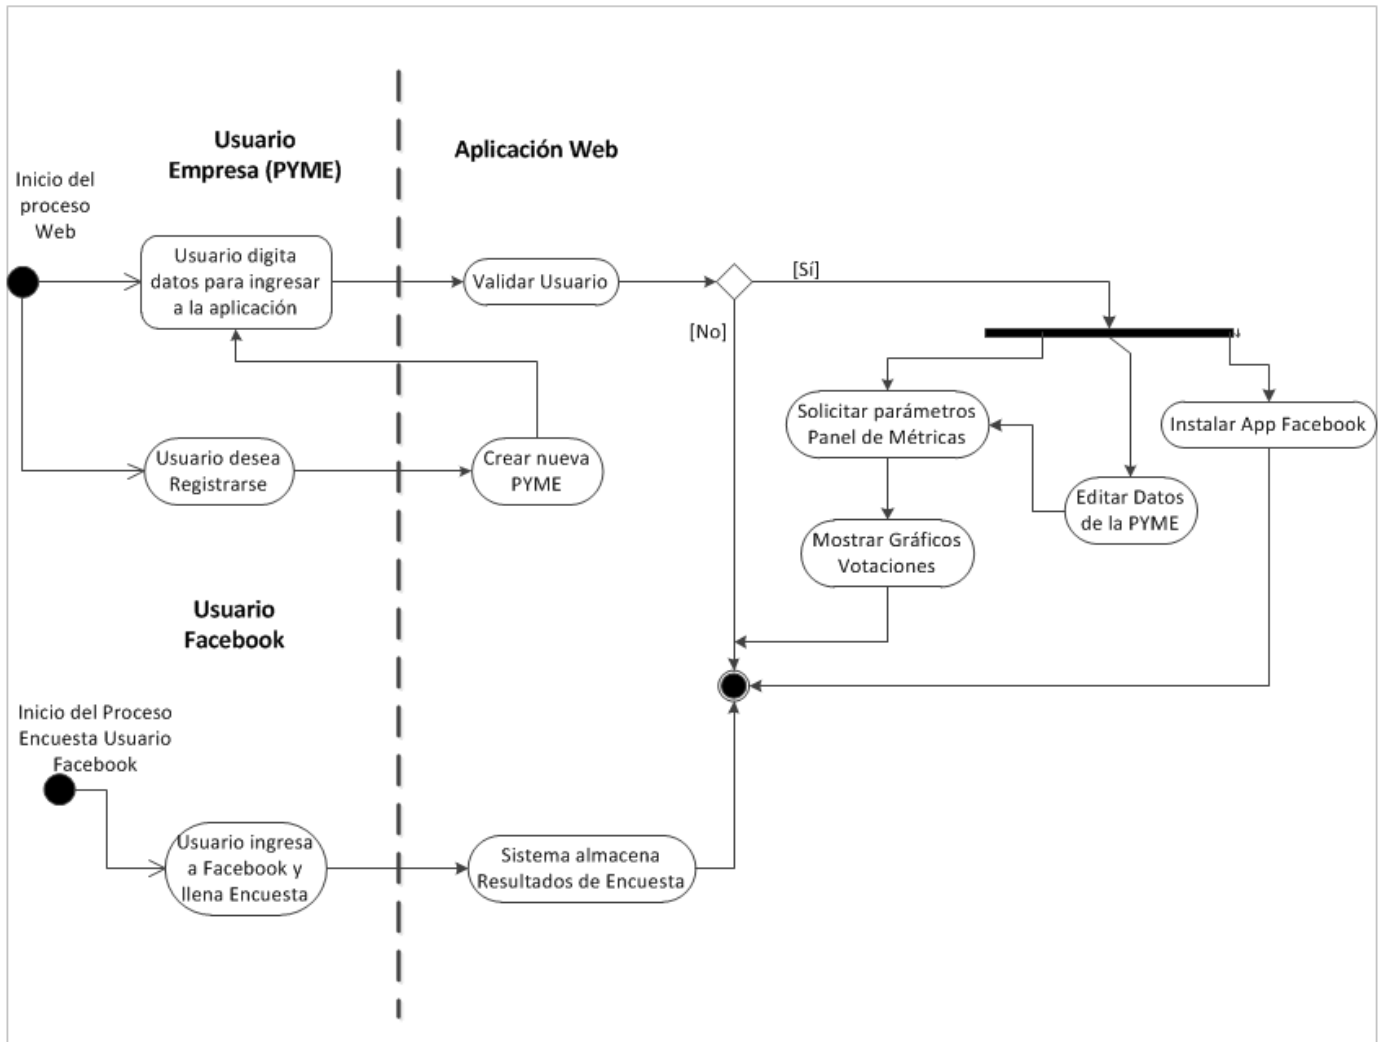 Usuario
Empresa (PYME)
Aplicación Web
Inicio del
proceso
Web
Usuario digita
datos para ingresar
a la aplicación
Validar Usuario
[Sí]
[No]
Solicitar parámetros
Panel de Métricas
Instalar App Facebook
Usuario desea
Registrarse
Crear nueva
PYME
Editar Datos
de la PYME
Mostrar Gráficos
Votaciones
Usuario
Facebook
Inicio del Proceso
Encuesta Usuario
Facebook
Usuario ingresa
a Facebook y
llena Encuesta
Sistema almacena
Resultados de Encuesta